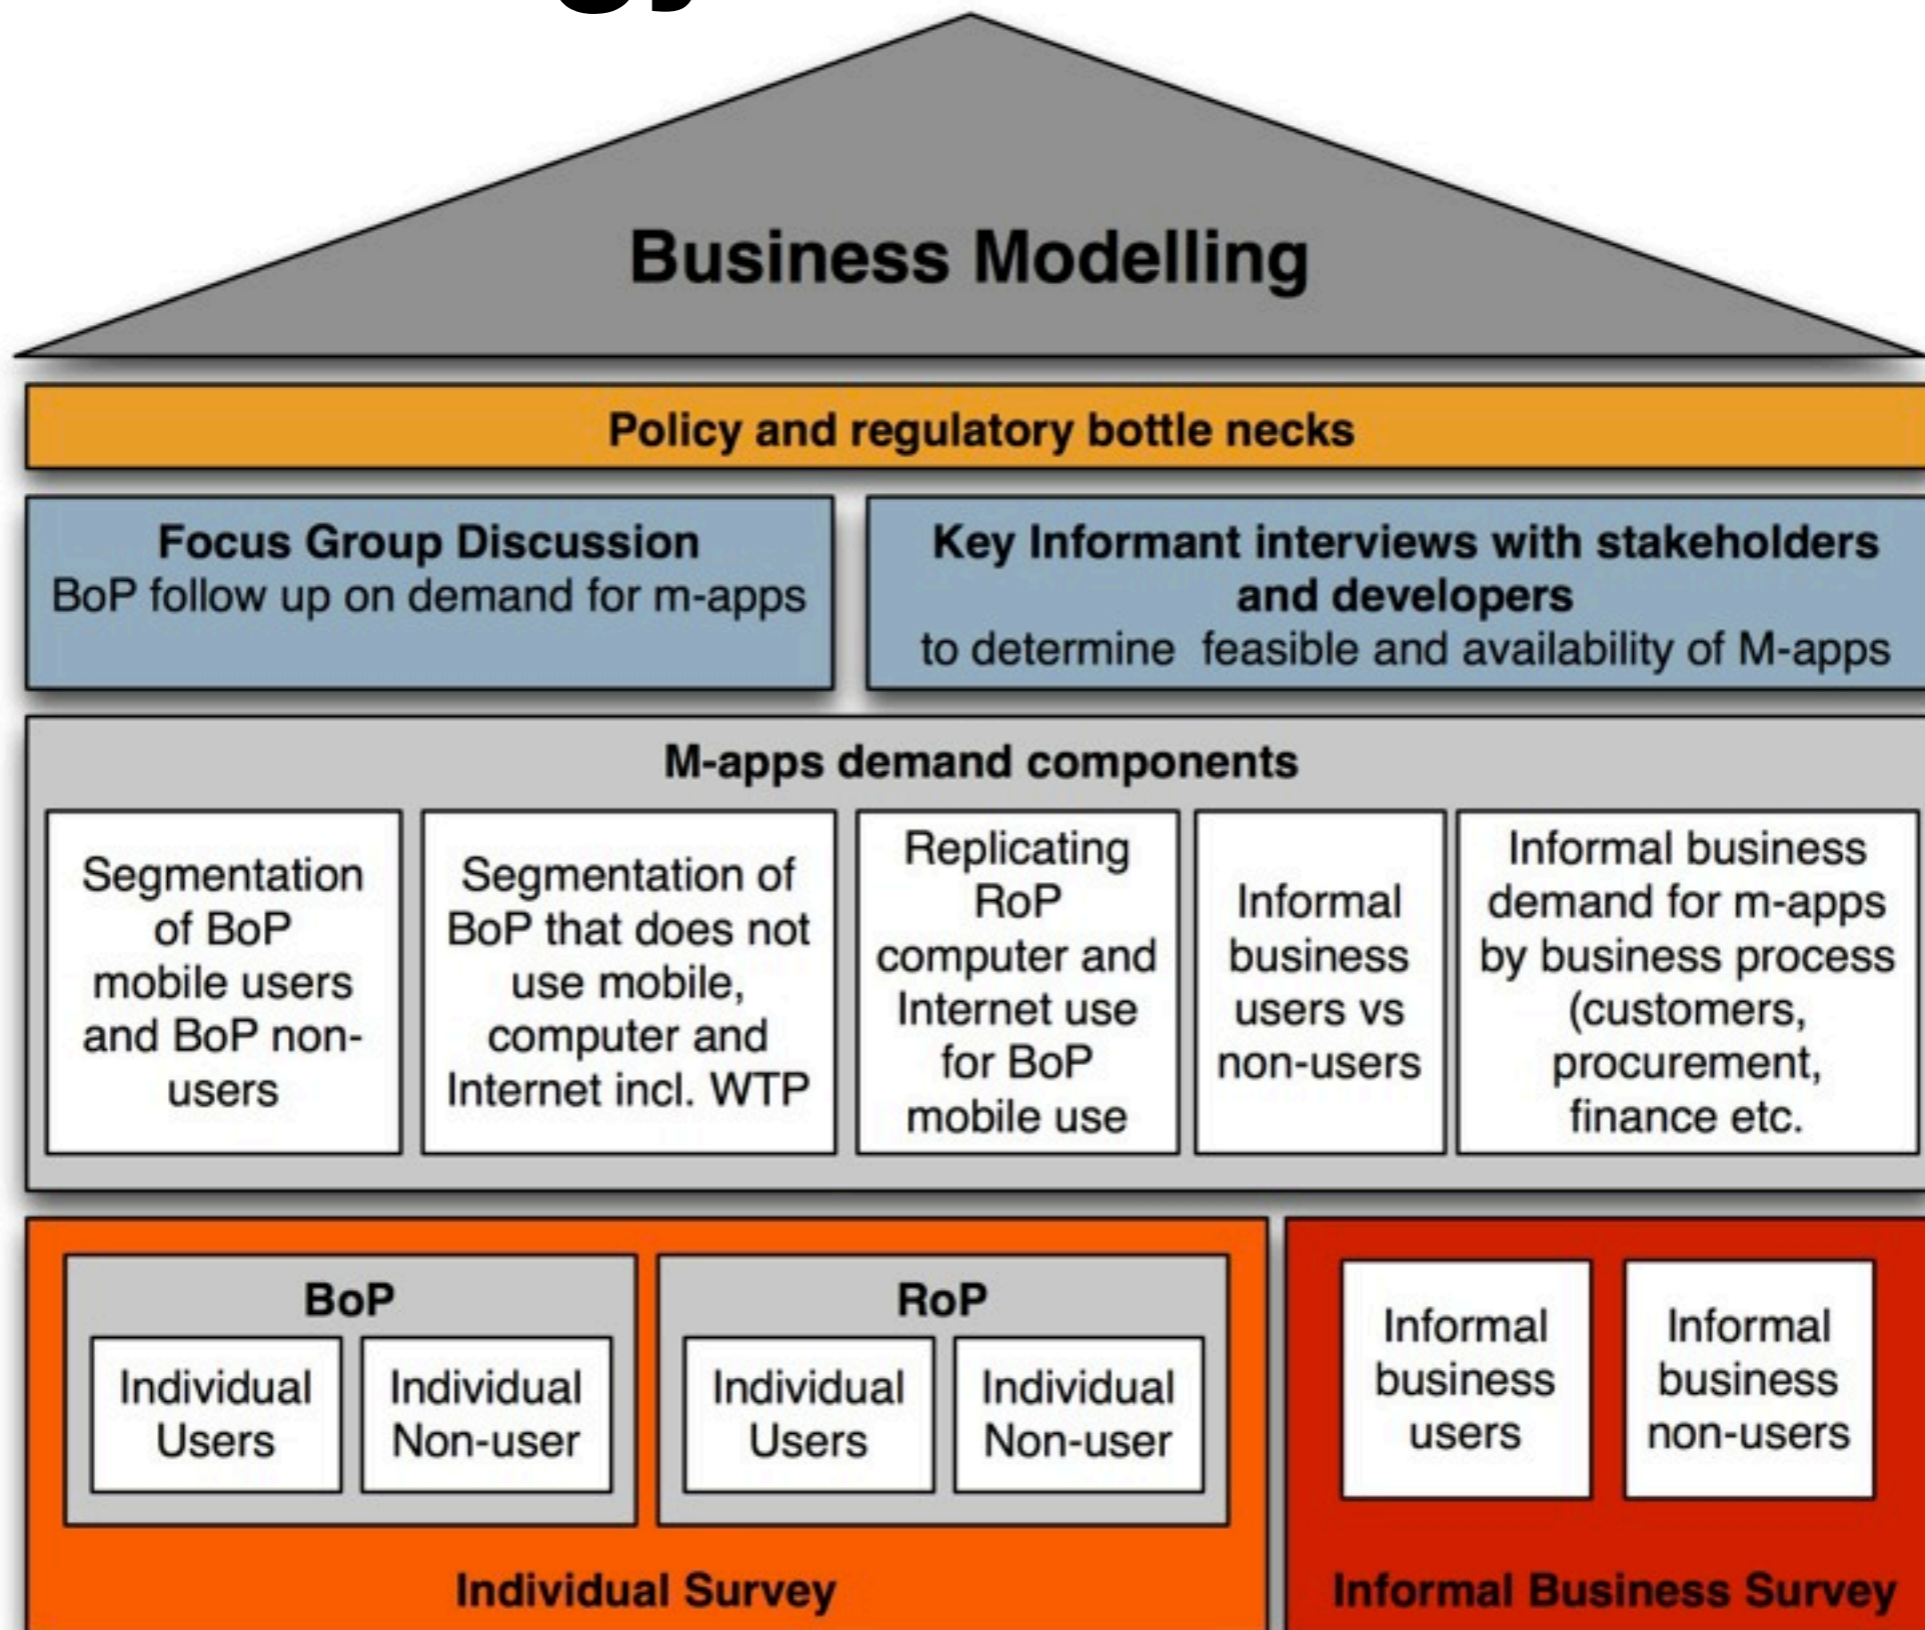 Business Modelling
Policy and regulatory bottle necks
Focus Group Discussion
BoP follow up on demand for m-apps
Key Informant interviews with stakeholders
and developers
to determine  feasible and availability of M-apps
M-apps demand components
Segmentation
of BoP
mobile users
and BoP non-
users
Segmentation of
BoP that does not
use mobile,
computer and
Internet incl. WTP
Replicating
RoP
computer and
Internet use
for BoP
mobile use
Informal
business
users vs
non-users
Informal business
demand for m-apps
by business process
(customers,
procurement,
finance etc.
BoP
Individual
Users
Individual
Non-user
RoP
Individual
Users
Individual
Non-user
Individual Survey
Informal
business
users
Informal
business
non-users
Informal Business Survey